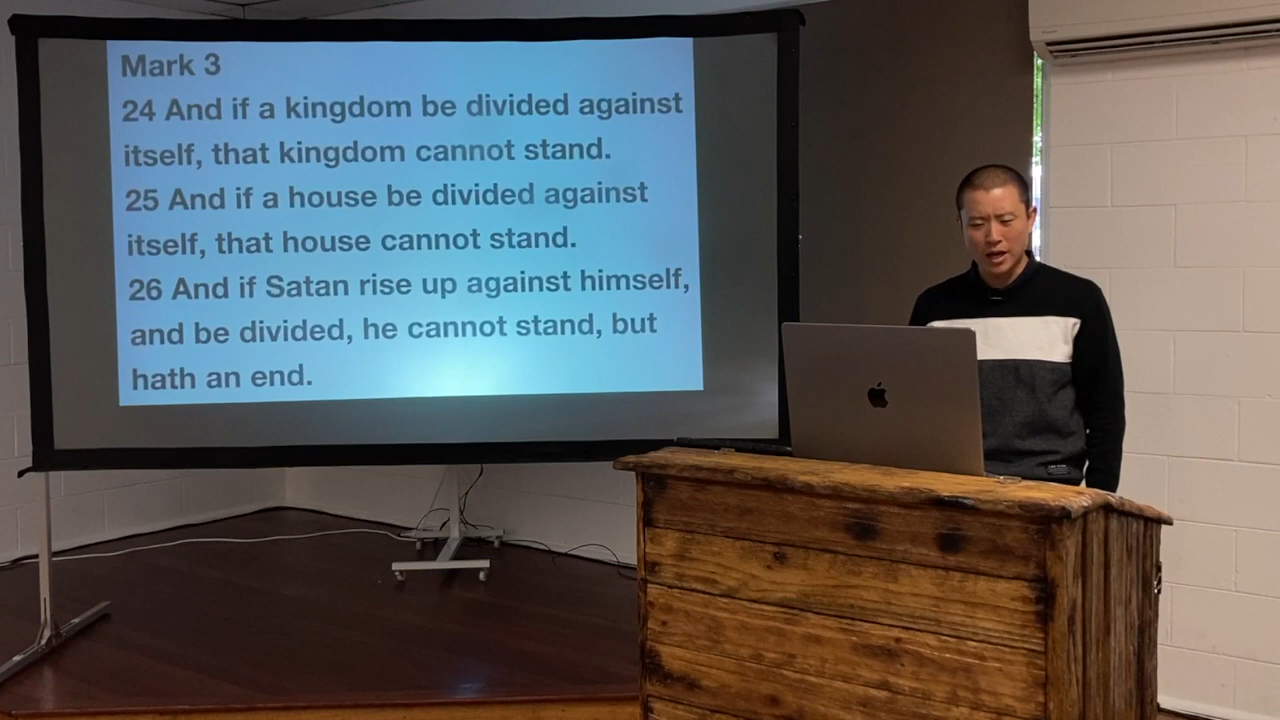 Mark 3
24 And if a kingdom be divided against
itself, that kingdom cannot stand.
25 And if a house be divided against
itself, that house cannot stand.
26 And if Satan rise up against himself,
and be divided, he cannot stand, but
hath an end.